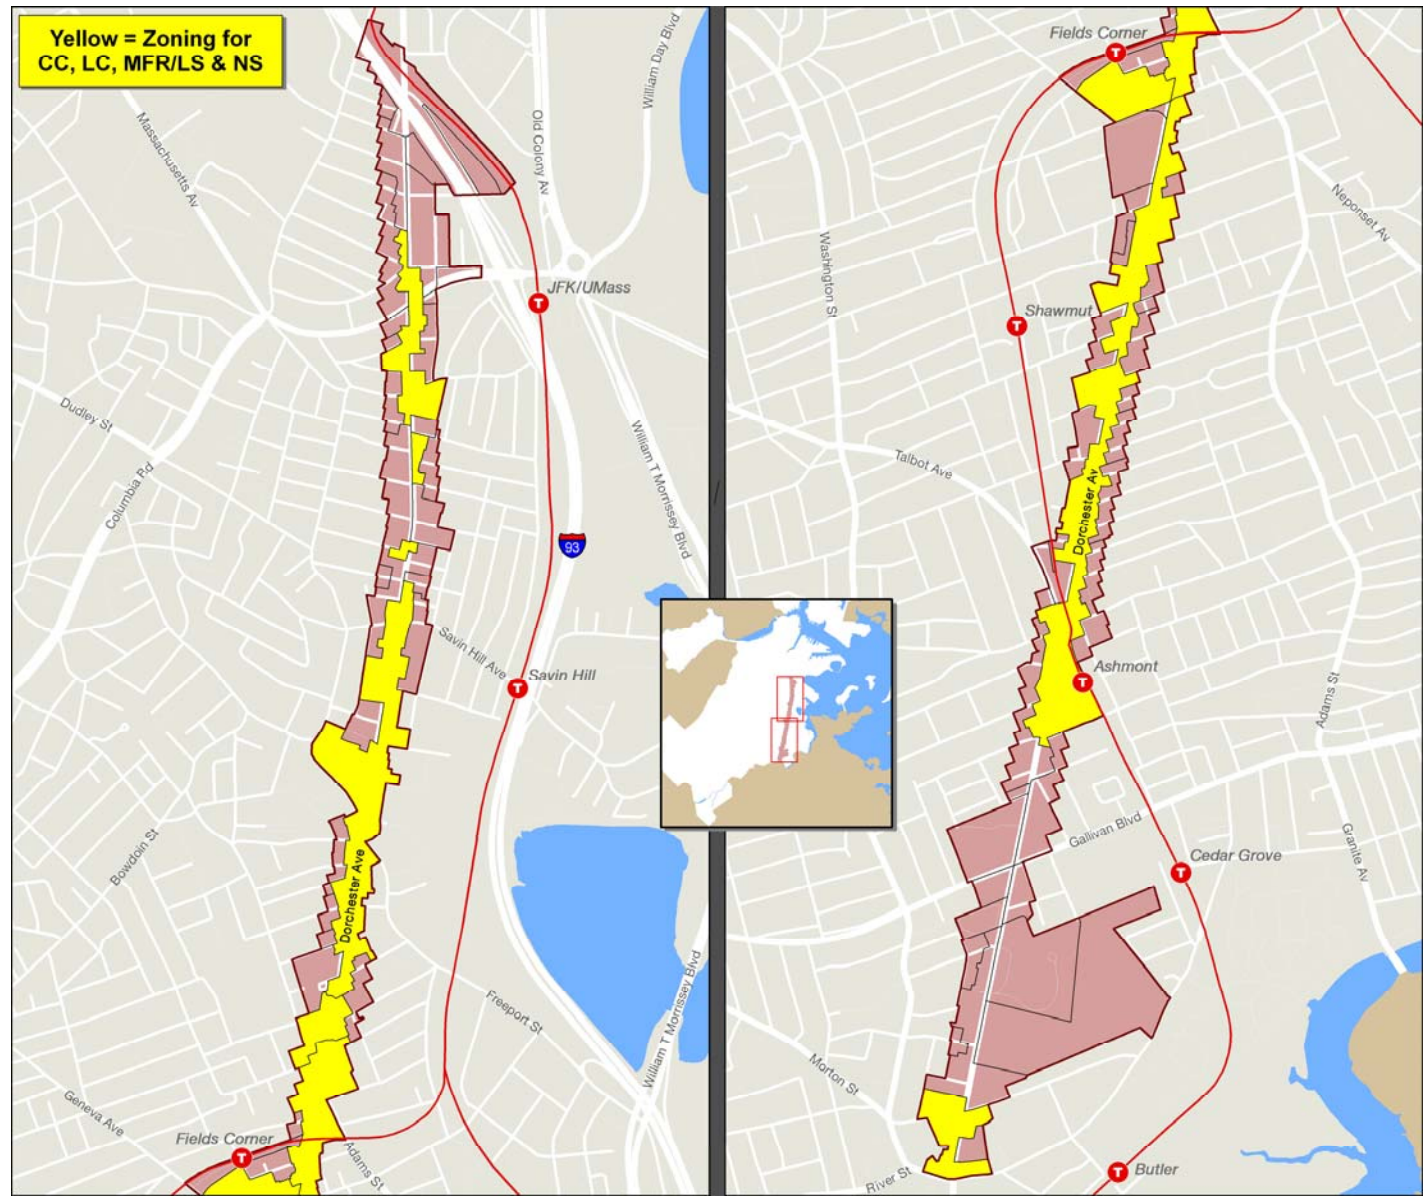 Yellow = Zoning for
CC, LC, MFR/LS & NS
Massachusetts Av
Old Colony Av
William Day Blvd
T
JFK/UMass
Dudley St
Columbia Rd
William T Morrissey Blvd
93
Savin Hill Ave
T
Savin Hill
Bowdoin St
Dorchester Ave
Freeport St
William T Morrissey Blvd
Geneva Ave
Fields Corner
T
Adams St
Fields Corner
T
Neponset Av
Washington St
Shawmut
T
Talbot Ave
Dorchester Av
Ashmont
T
Adams St
Gallivan Blvd
Granite Av
Cedar Grove
T
Morton St
River St
T
Butler